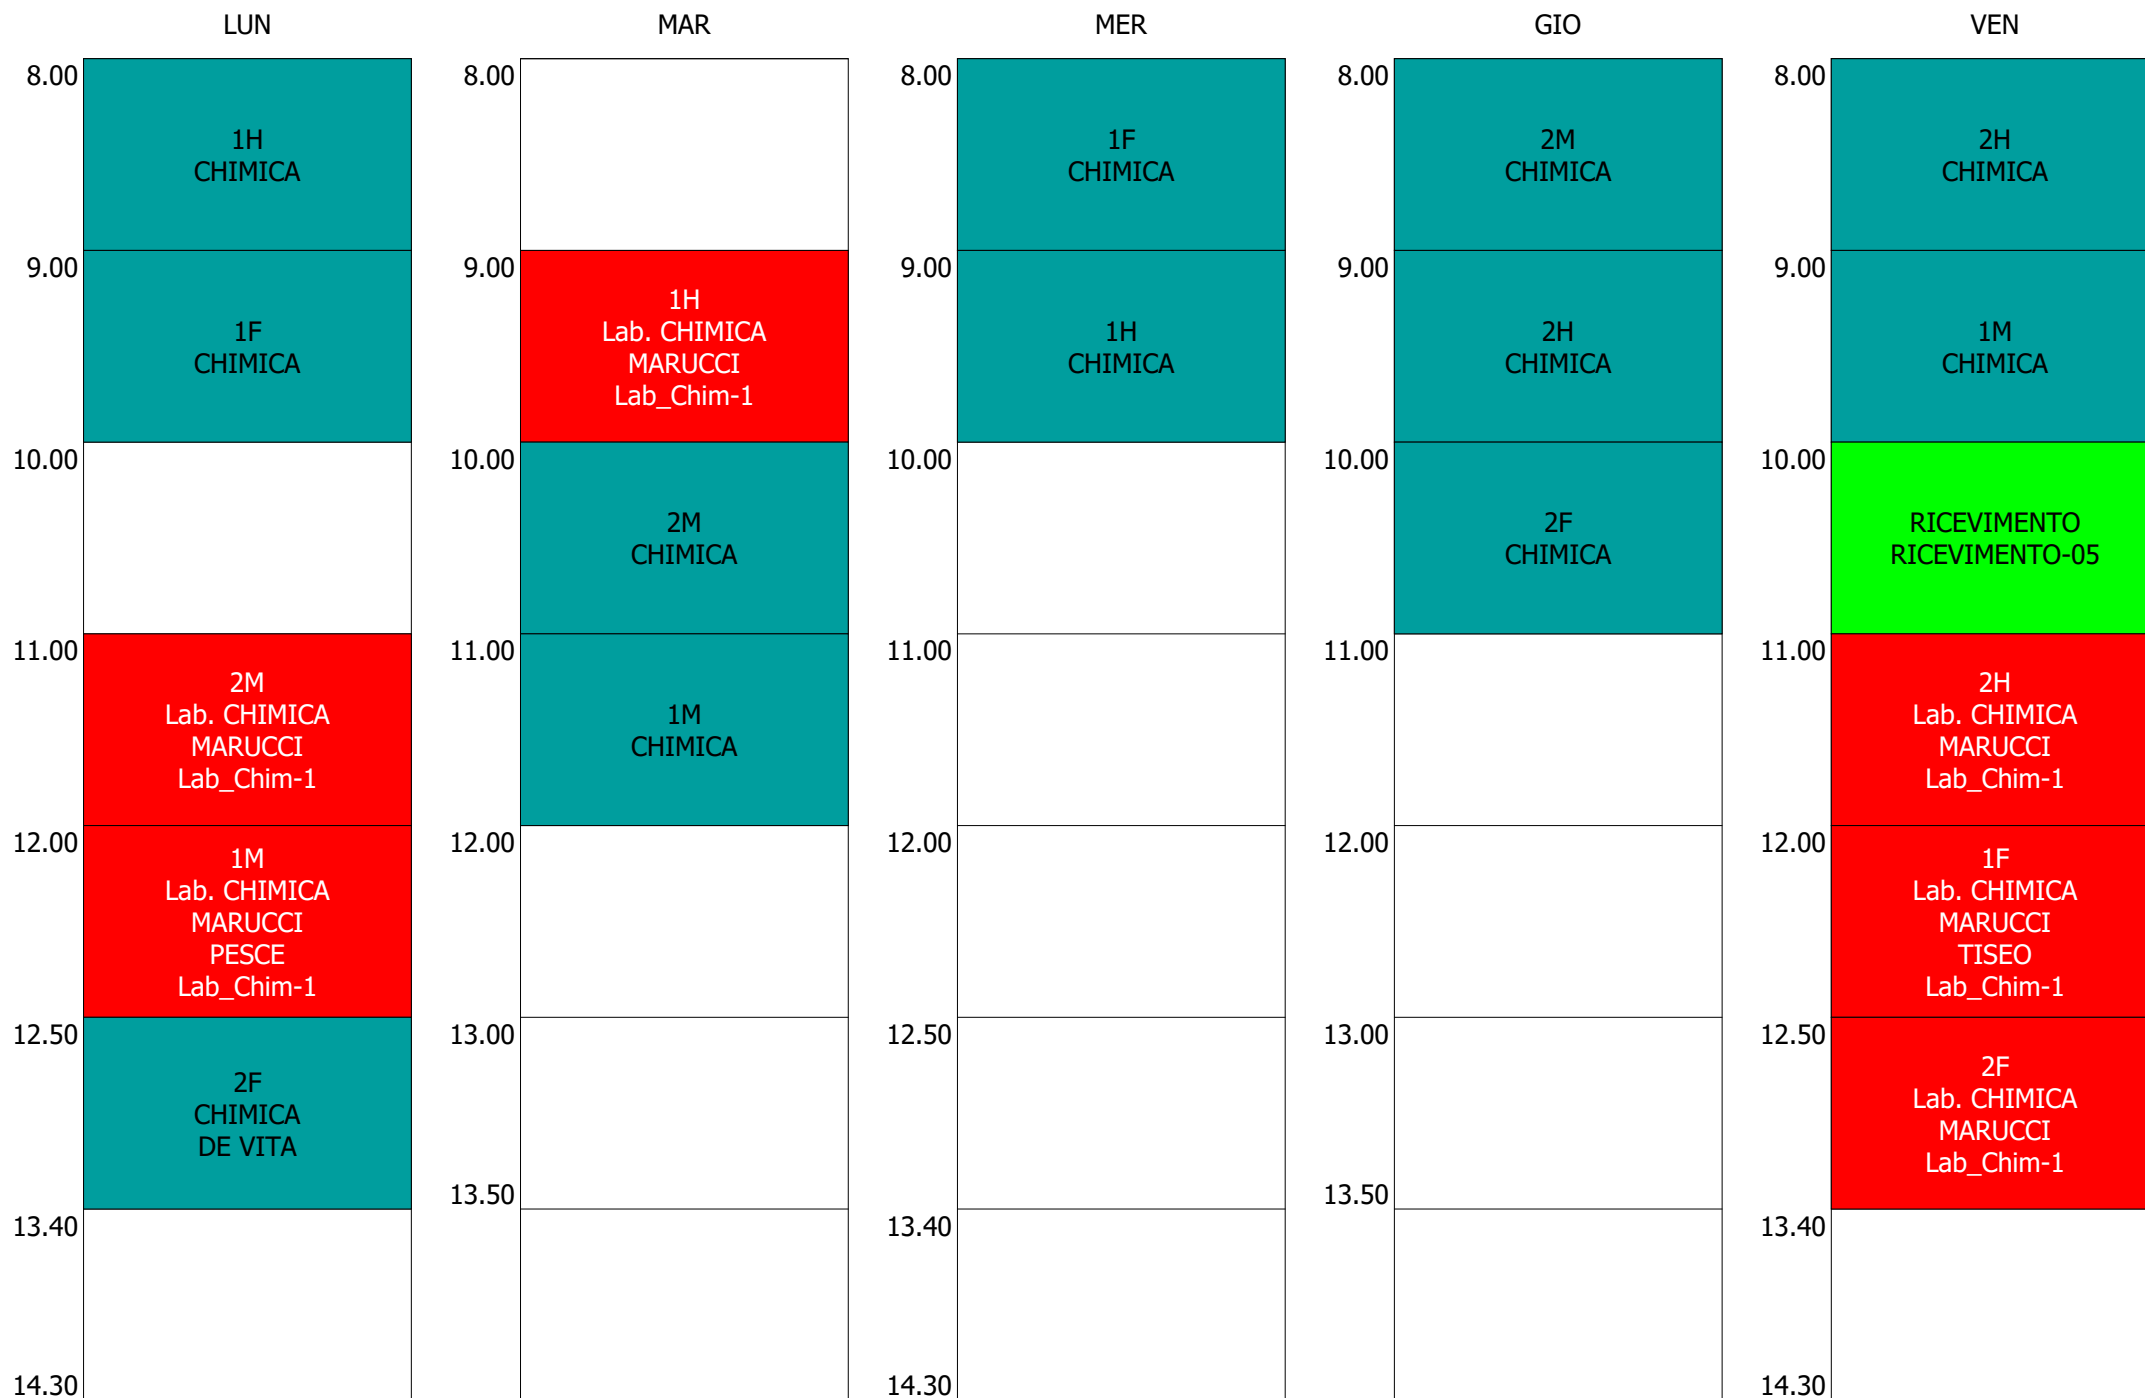 LUN
MAR
MER
GIO
VEN
8.00
1H
CHIMICA
9.00
1F
CHIMICA
10.00
11.00
2M
Lab. CHIMICA
MARUCCI
Lab_Chim-1
12.00
1M
Lab. CHIMICA
MARUCCI
PESCE
Lab_Chim-1
12.50
2F
CHIMICA
DE VITA
13.40
14.30
8.00
9.00
1H
Lab. CHIMICA
MARUCCI
Lab_Chim-1
10.00
2M
CHIMICA
11.00
1M
CHIMICA
12.00
13.00
13.50
8.00
1F
CHIMICA
9.00
1H
CHIMICA
10.00
11.00
12.00
12.50
13.40
14.30
8.00
2M
CHIMICA
9.00
2H
CHIMICA
10.00
2F
CHIMICA
11.00
12.00
13.00
13.50
8.00
2H
CHIMICA
9.00
1M
CHIMICA
10.00
RICEVIMENTO
RICEVIMENTO-05
11.00
2H
Lab. CHIMICA
MARUCCI
Lab_Chim-1
12.00
1F
Lab. CHIMICA
MARUCCI
TISEO
Lab_Chim-1
12.50
2F
Lab. CHIMICA
MARUCCI
Lab_Chim-1
13.40
14.30